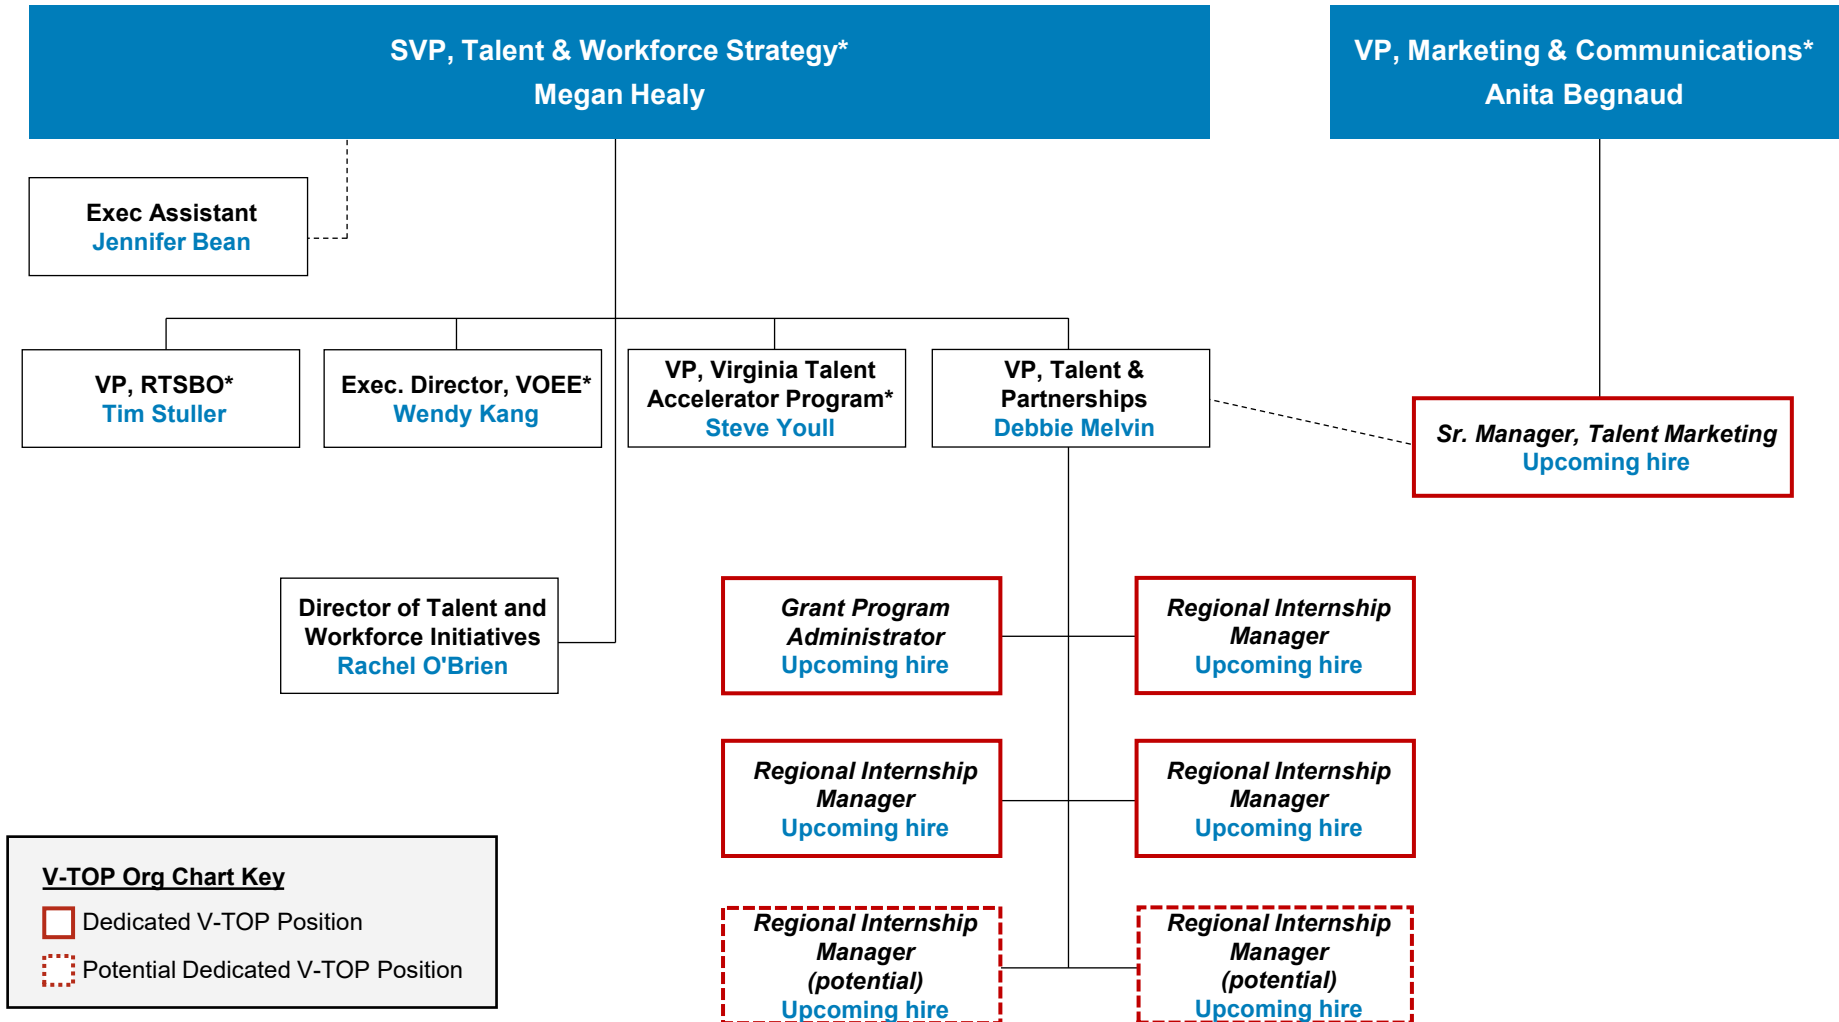 SVP, Talent & Workforce Strategy*
Megan Healy
VP, Marketing & Communications*
Anita Begnaud
Exec Assistant
Jennifer Bean
VP, RTSBO*
Tim Stuller
Exec. Director, VOEE*
Wendy Kang
VP, Virginia Talent
Accelerator Program*
Steve Youll
VP, Talent &
Partnerships
Debbie Melvin
Sr. Manager, Talent Marketing
Upcoming hire
Director of Talent and
Workforce Initiatives
Rachel O'Brien
Grant Program
Administrator
Upcoming hire
Regional Internship
Manager
Upcoming hire
Regional Internship
Manager
Upcoming hire
Regional Internship
Manager
Upcoming hire
Regional Internship
Manager
(potential)
Upcoming hire
Regional Internship
Manager
(potential)
Upcoming hire
V-TOP Org Chart Key
Dedicated V-TOP Position
Potential Dedicated V-TOP Position